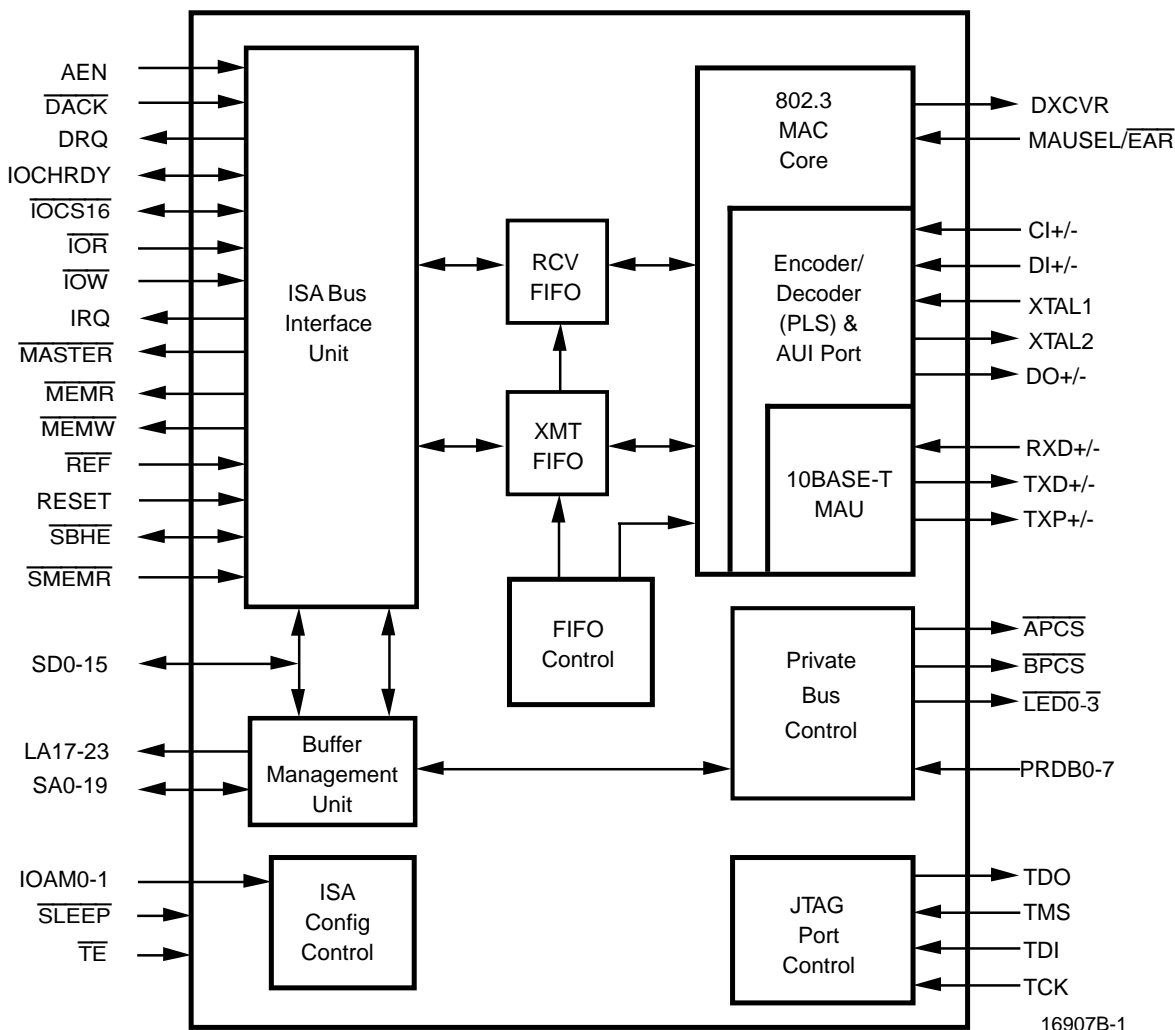 AEN
DACK
DRQ
IOCHRDY
IOCS16
IOR
IOW
IRQ
MASTER
MEMR
MEMW
REF
RESET
SBHE
SMEMR
SD0-15
LA17-23
SA0-19
IOAM0-1
SLEEP
TE
ISA Bus
Interface
Unit
Buffer
Management
Unit
ISA
Config
Control
RCV
FIFO
XMT
FIFO
FIFO
Control
802.3
MAC
Core
Encoder/
Decoder
(PLS) &
AUI Port
10BASE-T
MAU
Private
Bus
Control
JTAG
Port
Control
DXCVR
MAUSEL/EAR
CI+/-
DI+/-
XTAL1
XTAL2
DO+/-
RXD+/-
TXD+/-
TXP+/-
APCS
BPCS
LED0-3
PRDB0-7
TDO
TMS
TDI
TCK
16907B-1